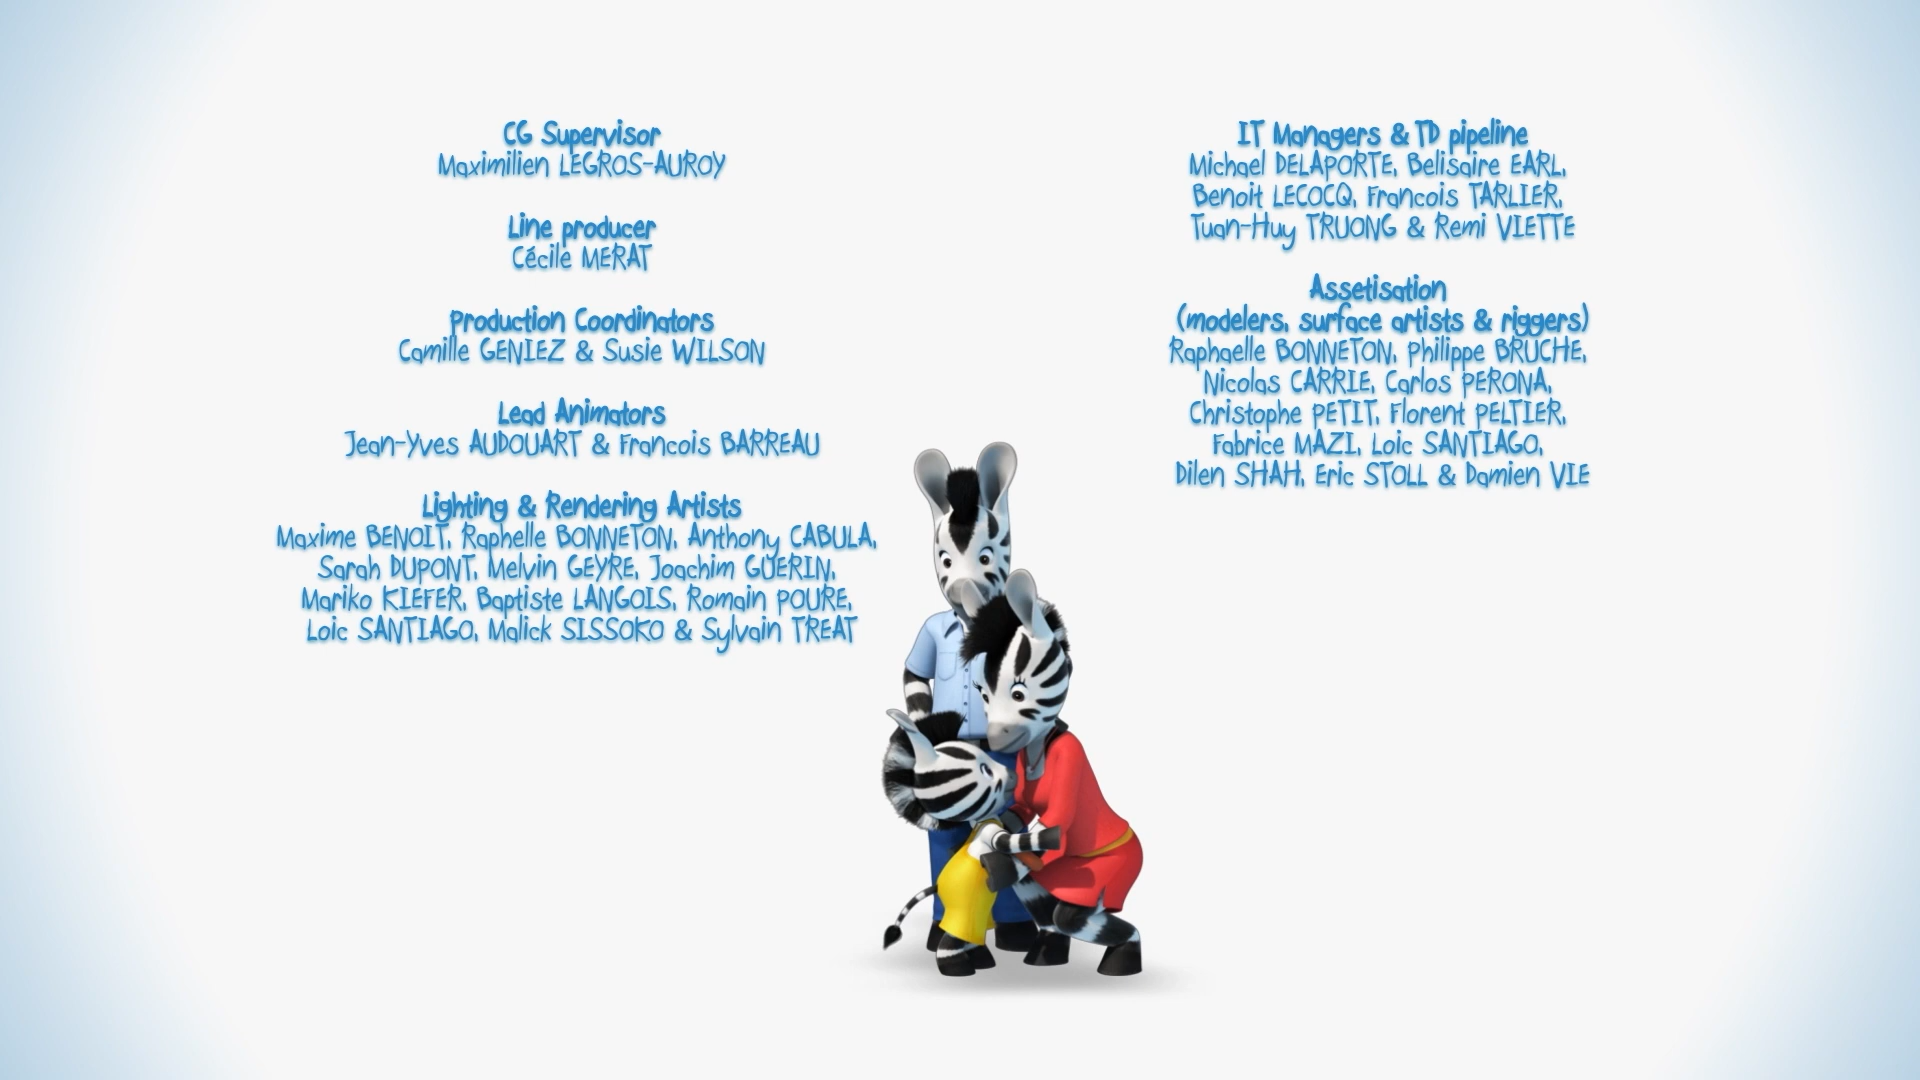 CG Supervisor
Maximilien LEGROS-AUROY
Line producer
Cécile MERAT
Production Coordinators
Camille GENIEZ & Susie WILSON
Lead Animators
Jean-Yves AUDOUART & Francois BARREAU
Lighting & Rendering Artists
Maxime BENOIT, Raphelle BONNETON, Anthony CABULA,
Sarah DUPONT, Melvin GEYRE, Joachim GUERIN,
Mariko KIEFER, Baptiste LANGOIS, Romain POURE,
Loic SANTIAGO, Malick SISSOKO & Sylvain TREAT
IT Managers & TD pipeline
Michael DELAPORTE, Belisaire EARL,
Benoit LECOCQ, Francois TARLIER,
Tuan-Huy TRUONG & Remi VIETTE
Assetisation
(modelers, surface artists & riggers)
Raphaelle BONNETON, Philippe BRUCHE,
Nicolas CARRIE, Carlos PERONA,
Christophe PETIT, Florent PELTIER,
Fabrice MAZI, Loic SANTIAGO,
Dilen SHAH, Eric STOLL & Damien VIE